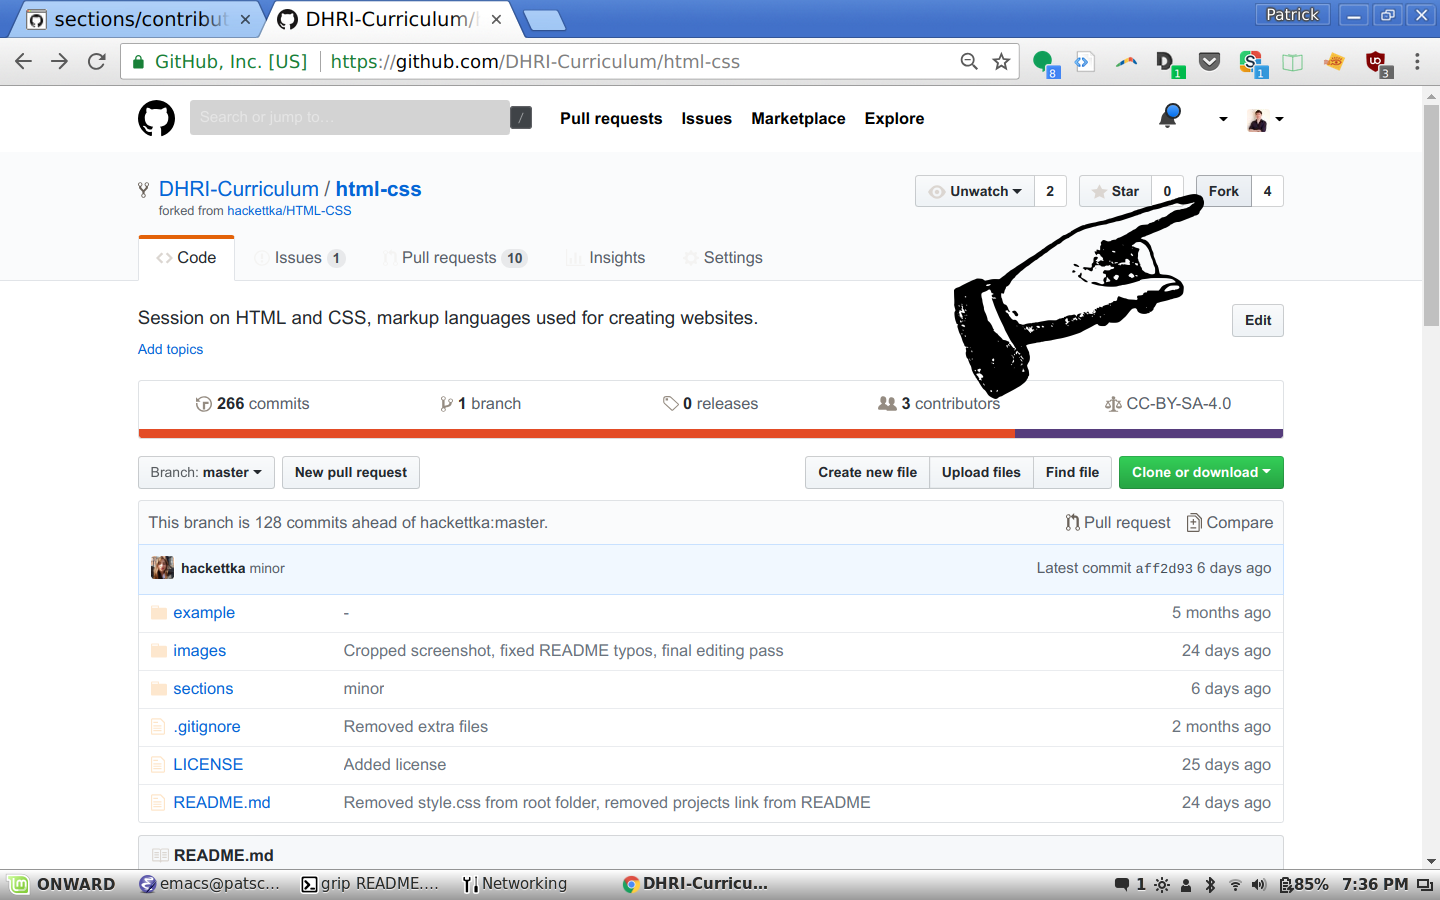 sections/contribut
DHRI-Curriculum/
Patrick
GitHub, Inc. [US] https://github.com/DHRI-Curriculum/html-css
8 D 1 S 1 3
Search or jump to... / Pull requests Issues Marketplace Explore
DHRI-Curriculum / html-css
Unwatch 2 Star 0 Fork 4
forked from hackettka/HTML-CSS
Code Issues 1 Pull requests 10 Insights Settings
Session on HTML and CSS, markup languages used for creating websites.
Edit
Add topics
266 commits 1 branch 0 releases 3 contributors CC-BY-SA-4.0
Branch: master New pull request Create new file Upload files Find file Clone or download
This branch is 128 commits ahead of hackettka:master. Pull request Compare
hackettka minor Latest commit aff2d93 6 days ago
example - 5 months ago
images Cropped screenshot, fixed README typos, final editing pass 24 days ago
sections minor 6 days ago
.gitignore Removed extra files 2 months ago
LICENSE Added license 25 days ago
README.md Removed style.css from root folder, removed projects link from README 24 days ago
README.md
ONWARD emacs@patsc... grip README.... Networking DHRI-Curricu... 1 85% 7:36 PM